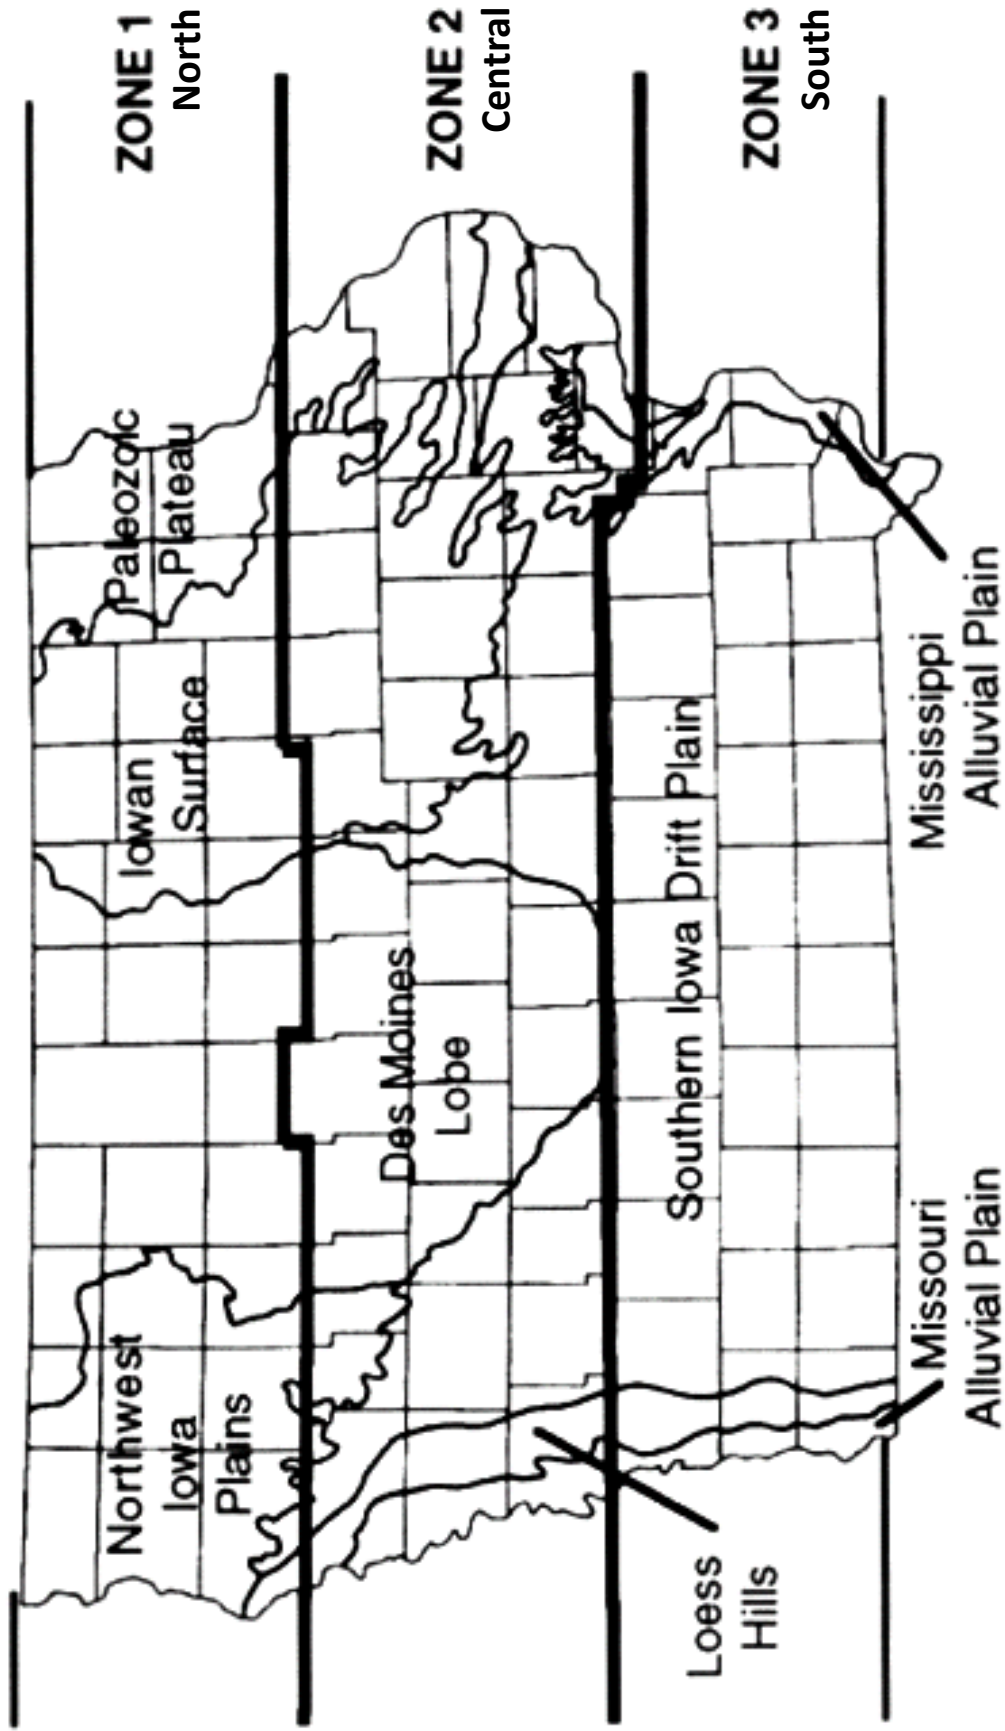 ZONE 1
North
ZONE 2
Central
ZONE 3
South
Paleozoic
Plateau
Iowan
Surface
Northwest
Iowa
Plains
Des Moines
Lobe
Southern Iowa Drift Plain
Loess
Hills
Missouri
Alluvial Plain
Mississippi
Alluvial Plain